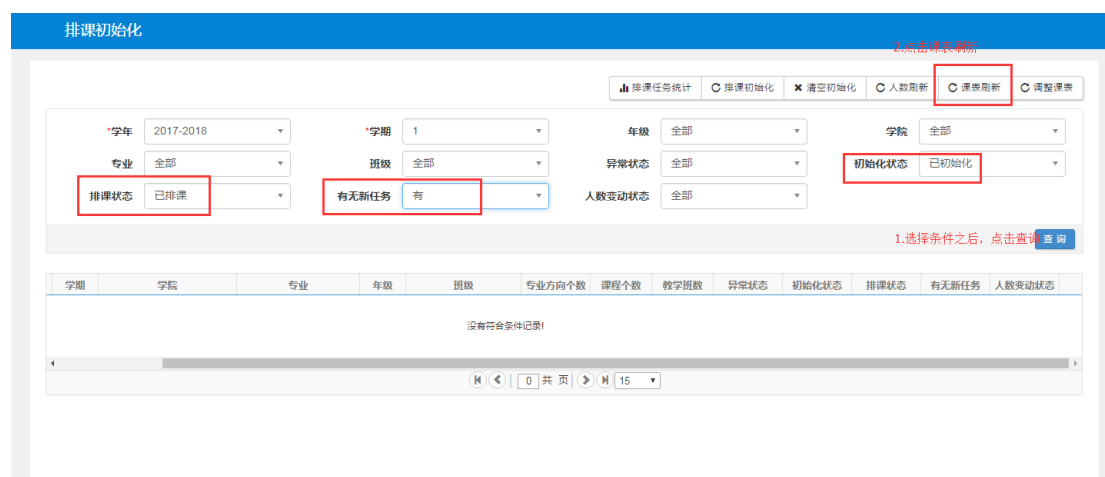 排课初始化
2.点击课表刷新
排课任务统计 排课初始化 清空初始化 人数刷新 课表刷新 调整课表
*学年 2017-2018 *学期 1 年级 全部 学院 全部
专业 全部 班级 全部 异常状态 全部 初始化状态 已初始化
排课状态 已排课 有无新任务 有 人数变动状态 全部
1.选择条件之后，点击查询 查询
学期 学院 专业 年级 班级 专业方向个数 课程个数 教学班数 异常状态 初始化状态 排课状态 有无新任务 人数变动状态
没有符合条件记录!
0 共 页 15